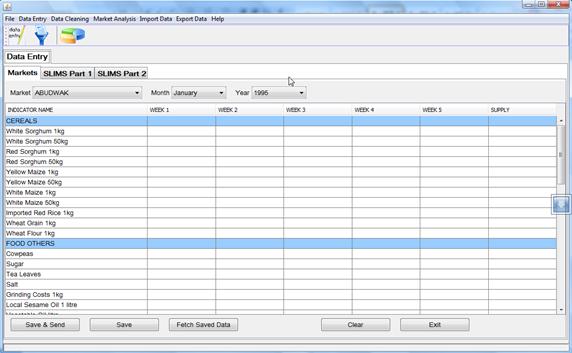 File Data Entry Data Cleaning Market Analysis Import Data Export Data Help
data entry
Data Entry
Markets SLIMS Part 1 SLIMS Part 2
Market ABUDWAK Month January Year 1995
INDICATOR NAME WEEK 1 WEEK 2 WEEK 3 WEEK 4 WEEK 5 SUPPLY
CEREALS
White Sorghum 1kg
White Sorghum 50kg
Red Sorghum 1kg
Red Sorghum 50kg
Yellow Maize 1kg
Yellow Maize 50kg
White Maize 1kg
White Maize 50kg
Imported Red Rice 1kg
Wheat Grain 1kg
Wheat Flour 1kg
FOOD OTHERS
Cowpeas
Sugar
Tea Leaves
Salt
Grinding Costs 1kg
Local Sesame Oil 1 litre
Vegetable Oil 1 litre
Save & Send Save Fetch Saved Data Clear Exit